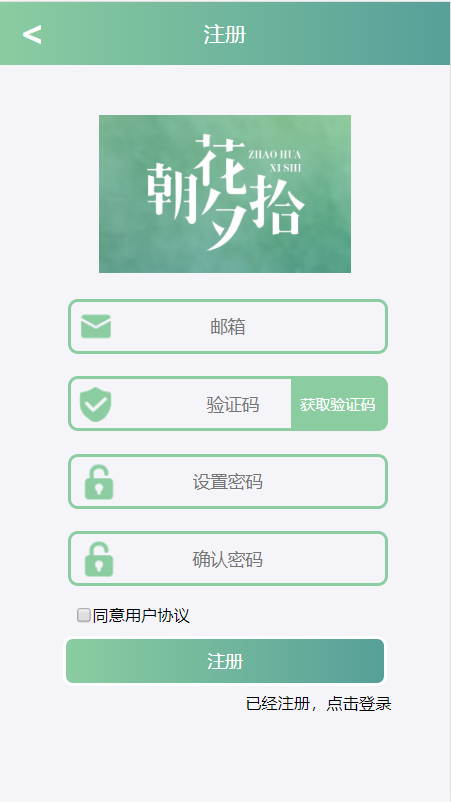 < 注册
朝花夕拾
ZHAO HUA
XI SHI
邮箱
验证码 获取验证码
设置密码
确认密码
同意用户协议
注册
已经注册，点击登录